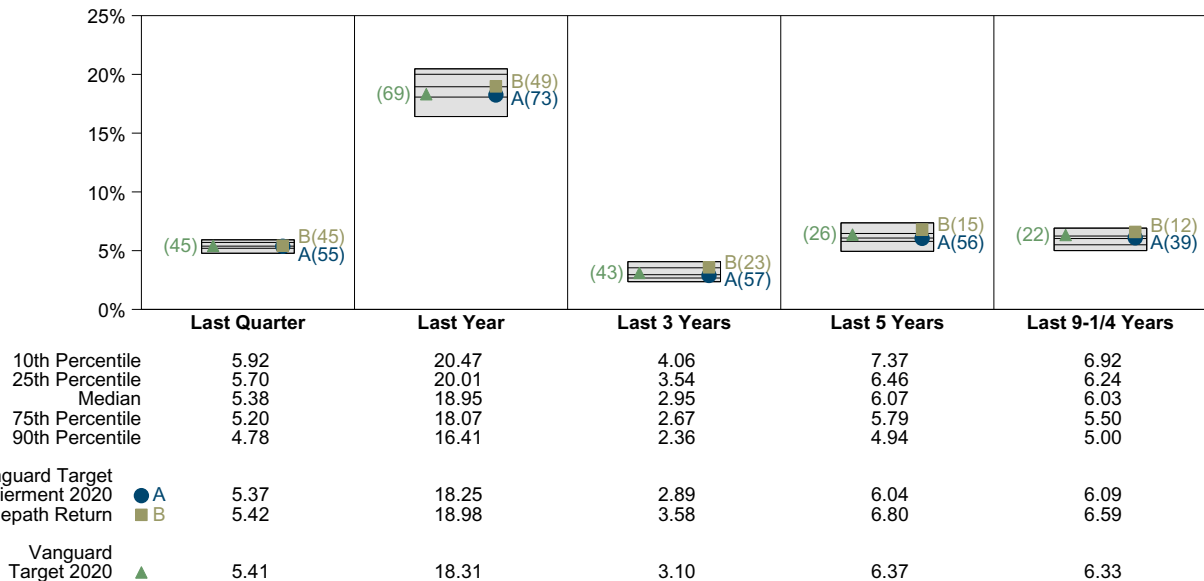 25%
20%
15%
10%
5%
0%
(45)
B(45)
A(55)
(69)
B(49)
A(73)
(43)
B(23)
A(57)
(26)
B(15)
A(56)
(22)
B(12)
A(39)
Last Quarter Last Year Last 3 Years Last 5 Years Last 9-1/4 Years
10th Percentile 5.92 20.47 4.06 7.37 6.92
25th Percentile 5.70 20.01 3.54 6.46 6.24
Median 5.38 18.95 2.95 6.07 6.03
75th Percentile 5.20 18.07 2.67 5.79 5.50
90th Percentile 4.78 16.41 2.36 4.94 5.00
nguard Target
ierment 2020 A 5.37 18.25 2.89 6.04 6.09
epath Return B 5.42 18.98 3.58 6.80 6.59
Vanguard
Target 2020 5.41 18.31 3.10 6.37 6.33